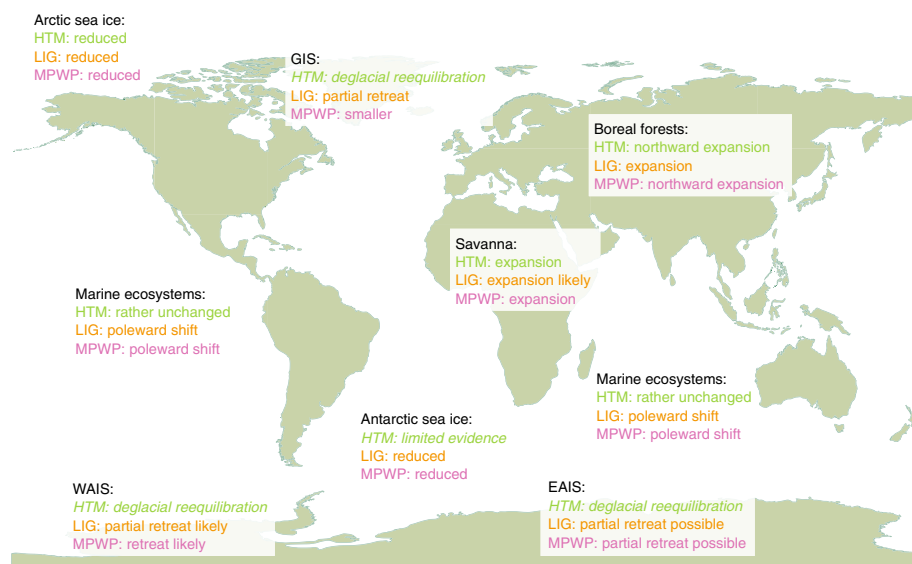 Arctic sea ice:
HTM: reduced
LIG: reduced
MPWP: reduced
GIS:
HTM: deglacial reequilibration
LIG: partial retreat
MPWP: smaller
Boreal forests:
HTM: northward expansion
LIG: expansion
MPWP: northward expansion
Savanna:
HTM: expansion
LIG: expansion likely
MPWP: expansion
Marine ecosystems:
HTM: rather unchanged
LIG: poleward shift
MPWP: poleward shift
Marine ecosystems:
HTM: rather unchanged
LIG: poleward shift
MPWP: poleward shift
Antarctic sea ice:
HTM: limited evidence
LIG: reduced
MPWP: reduced
WAIS:
HTM: deglacial reequilibration
LIG: partial retreat likely
MPWP: retreat likely
EAIS:
HTM: deglacial reequilibration
LIG: partial retreat possible
MPWP: partial retreat possible